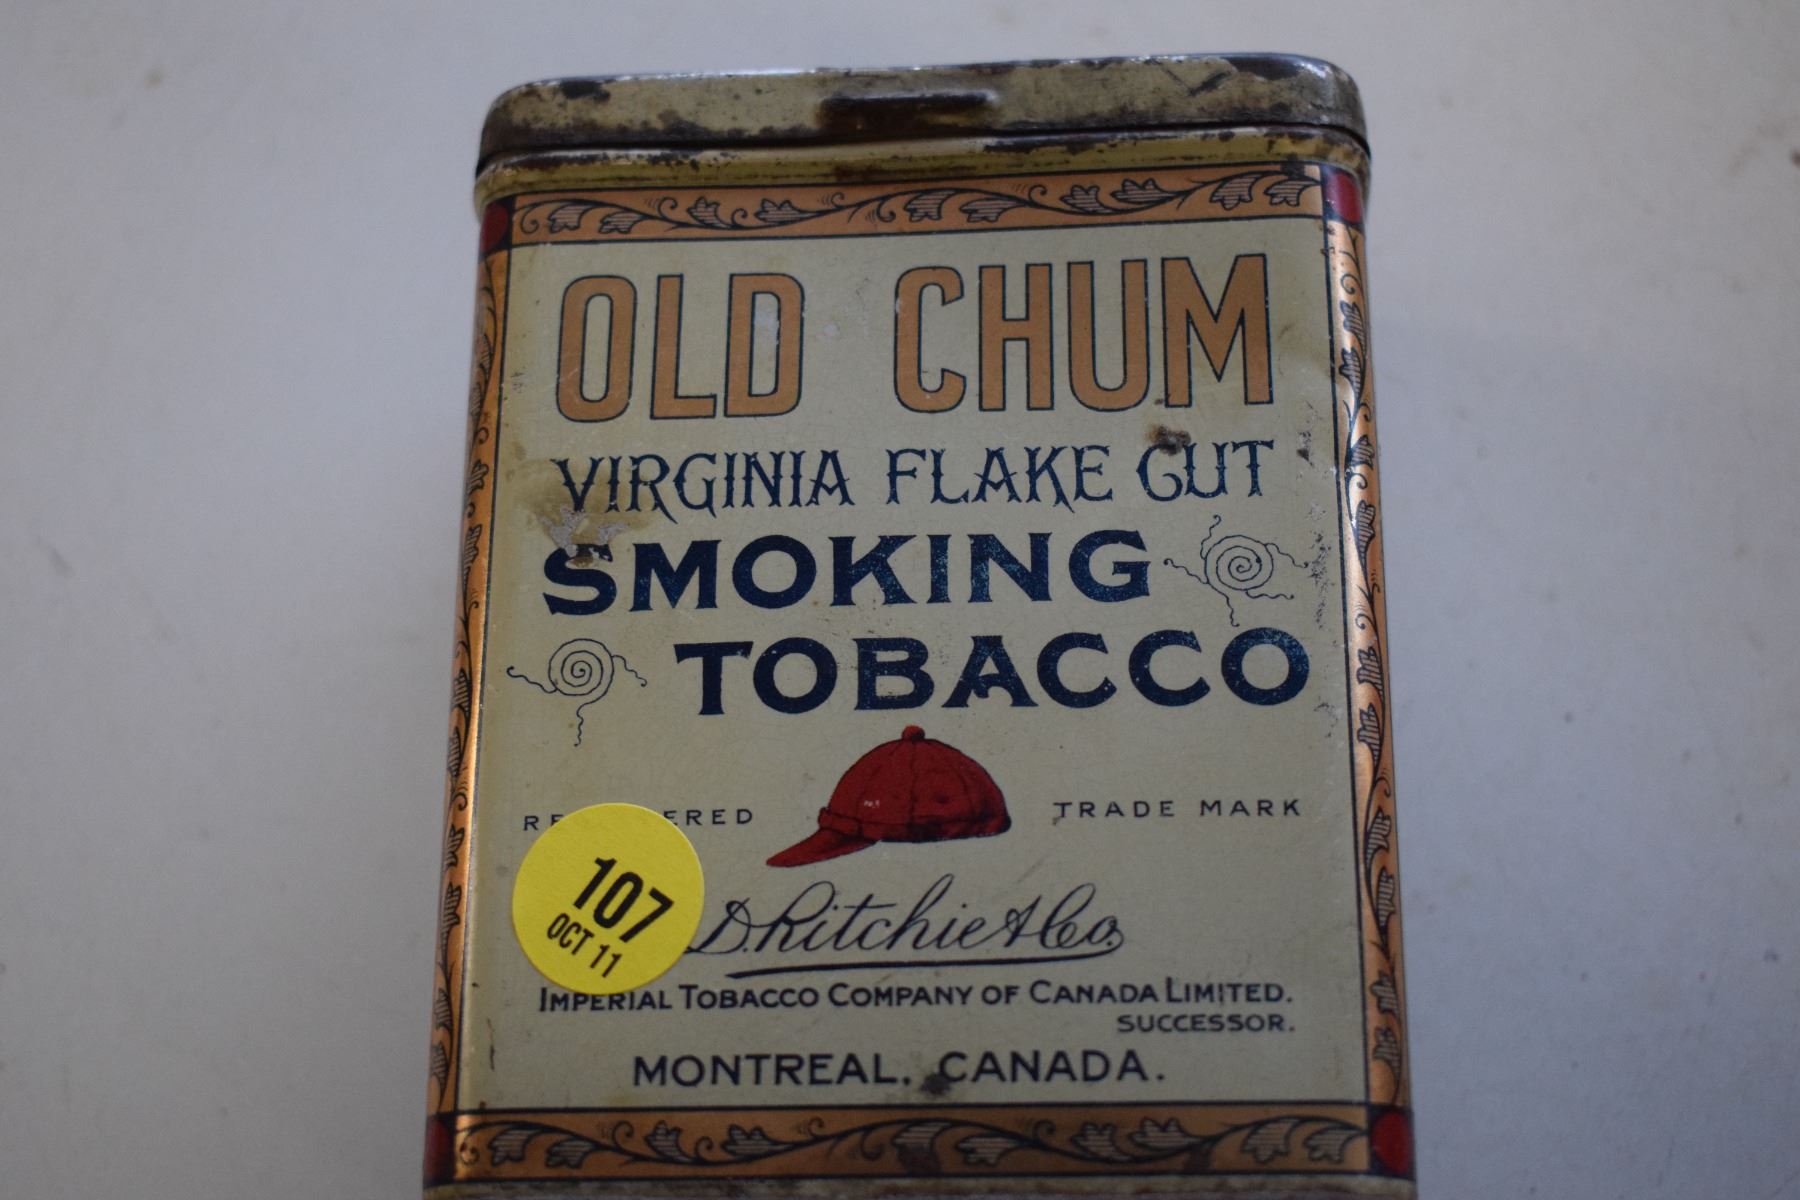 OLD CHUM
VIRGINIA FLAKE CUT
SMOKING
TOBACCO
TRADE MARK
107
OCT 11
D. Ritchie & Co.
IMPERIAL TOBACCO COMPANY OF CANADA LIMITED.
SUCCESSOR.
MONTREAL, CANADA.